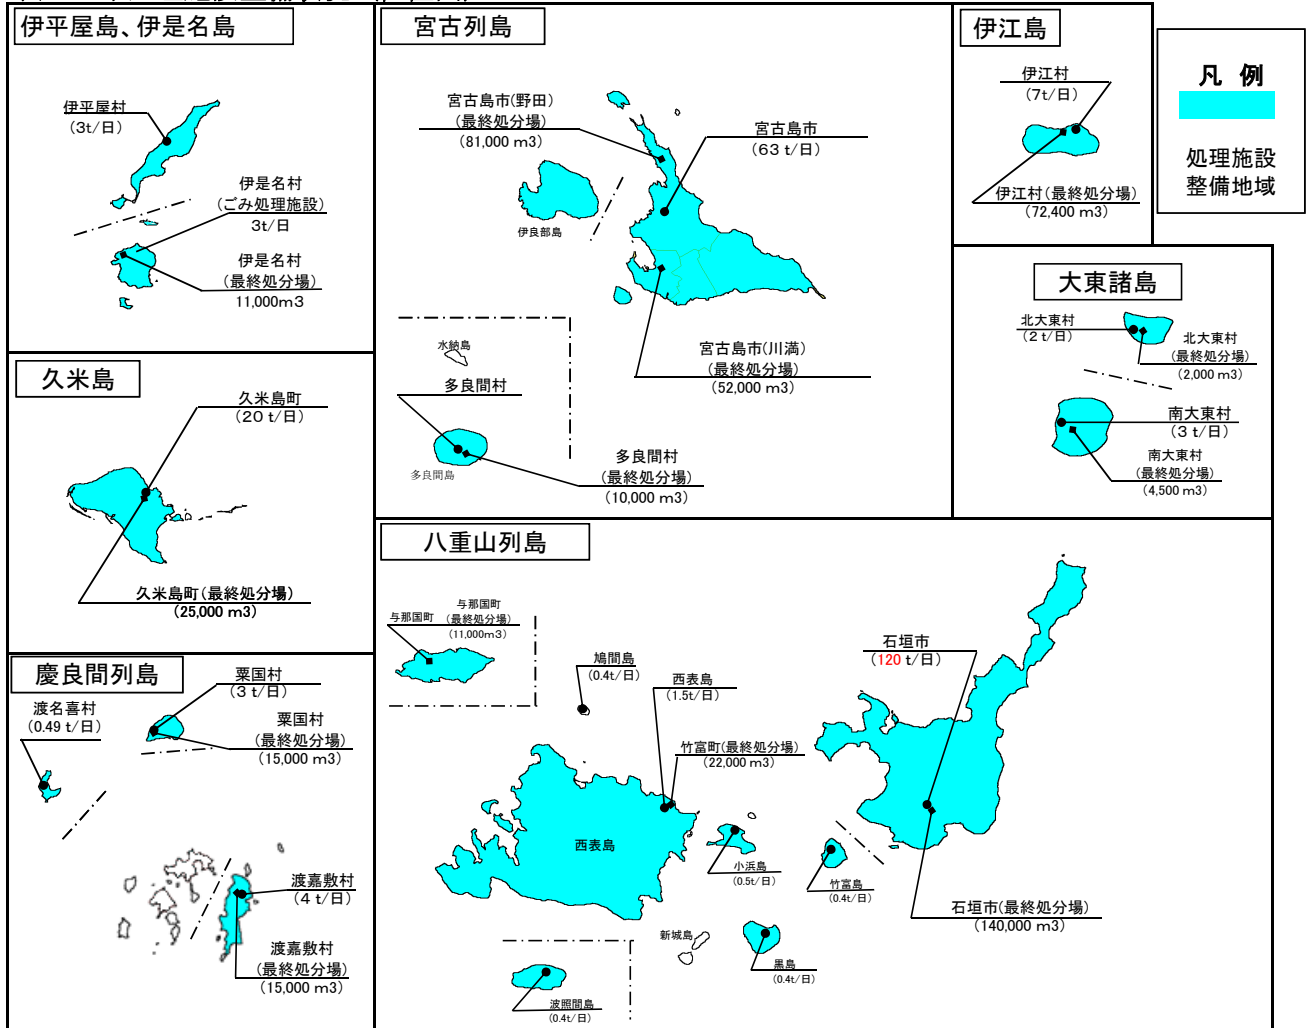 伊平屋島、伊是名島
伊平屋村
(3t/日)
伊是名村
(ごみ処理施設)
3t/日
伊是名村
(最終処分場)
11,000m3
宮古列島
宮古島市(野田)
(最終処分場)
(81,000 m3)
宮古島市
(63 t/日)
伊良部島
宮古島市(川満)
(最終処分場)
(52,000 m3)
水納島
多良間村
多良間島
多良間村
(最終処分場)
(10,000 m3)
伊江島
伊江村
(7t/日)
伊江村(最終処分場)
(72,400 m3)
凡 例
処理施設
整備地域
大東諸島
北大東村
(2 t/日)
北大東村
(最終処分場)
(2,000 m3)
南大東村
(3 t/日)
南大東村
(最終処分場)
(4,500 m3)
久米島
久米島町
(20 t/日)
久米島町(最終処分場)
(25,000 m3)
慶良間列島
粟国村
(3 t/日)
渡名喜村
(0.49 t/日)
粟国村
(最終処分場)
(15,000 m3)
渡嘉敷村
(4 t/日)
渡嘉敷村
(最終処分場)
(15,000 m3)
八重山列島
与那国町
与那国町
(最終処分場)
(11,000m3)
鳩間島
(0.4t/日)
西表島
(1.5t/日)
竹富町(最終処分場)
(22,000 m3)
石垣市
(120 t/日)
西表島
小浜島
(0.5t/日)
竹富島
(0.4t/日)
石垣市(最終処分場)
(140,000 m3)
新城島
黒島
(0.4t/日)
波照間島
(0.4t/日)